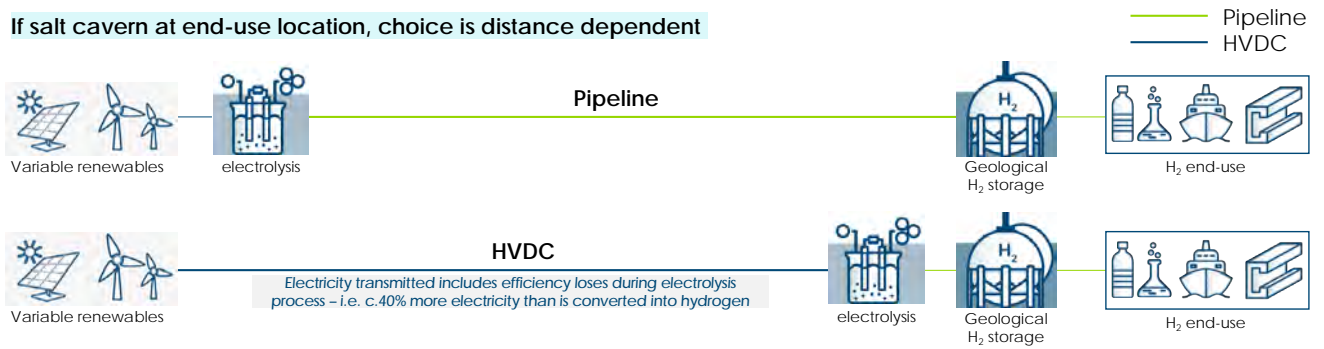 If salt cavern at end-use location, choice is distance dependent
Pipeline
HVDC
Pipeline
H₂
Variable renewables
electrolysis
Geological
H₂ storage
H₂ end-use
HVDC
H₂
Electricity transmitted includes efficiency loses during electrolysis
process – i.e. c.40% more electricity than is converted into hydrogen
Variable renewables
electrolysis
Geological
H₂ storage
H₂ end-use